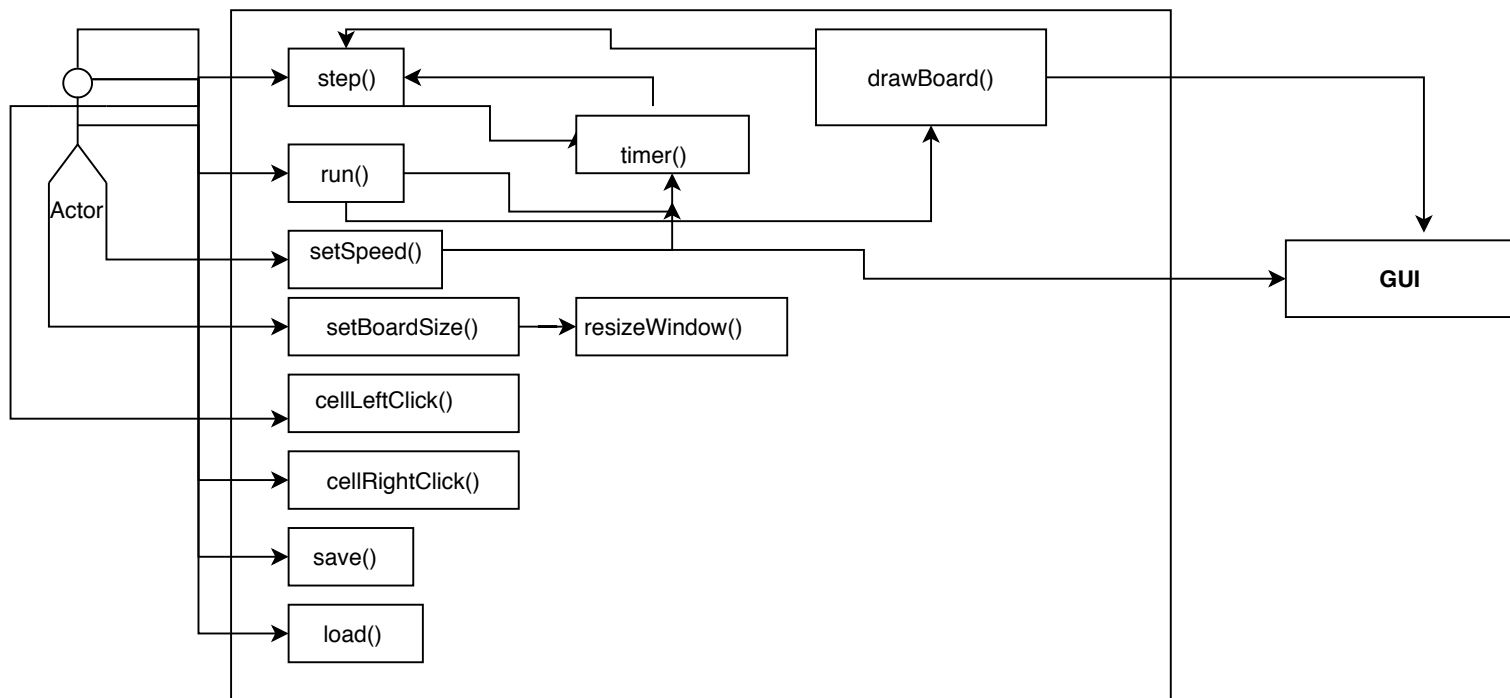 step()
drawBoard()
timer()
run()
Actor
setSpeed()
GUI
setBoardSize()
resizeWindow()
cellLeftClick()
cellRightClick()
save()
load()